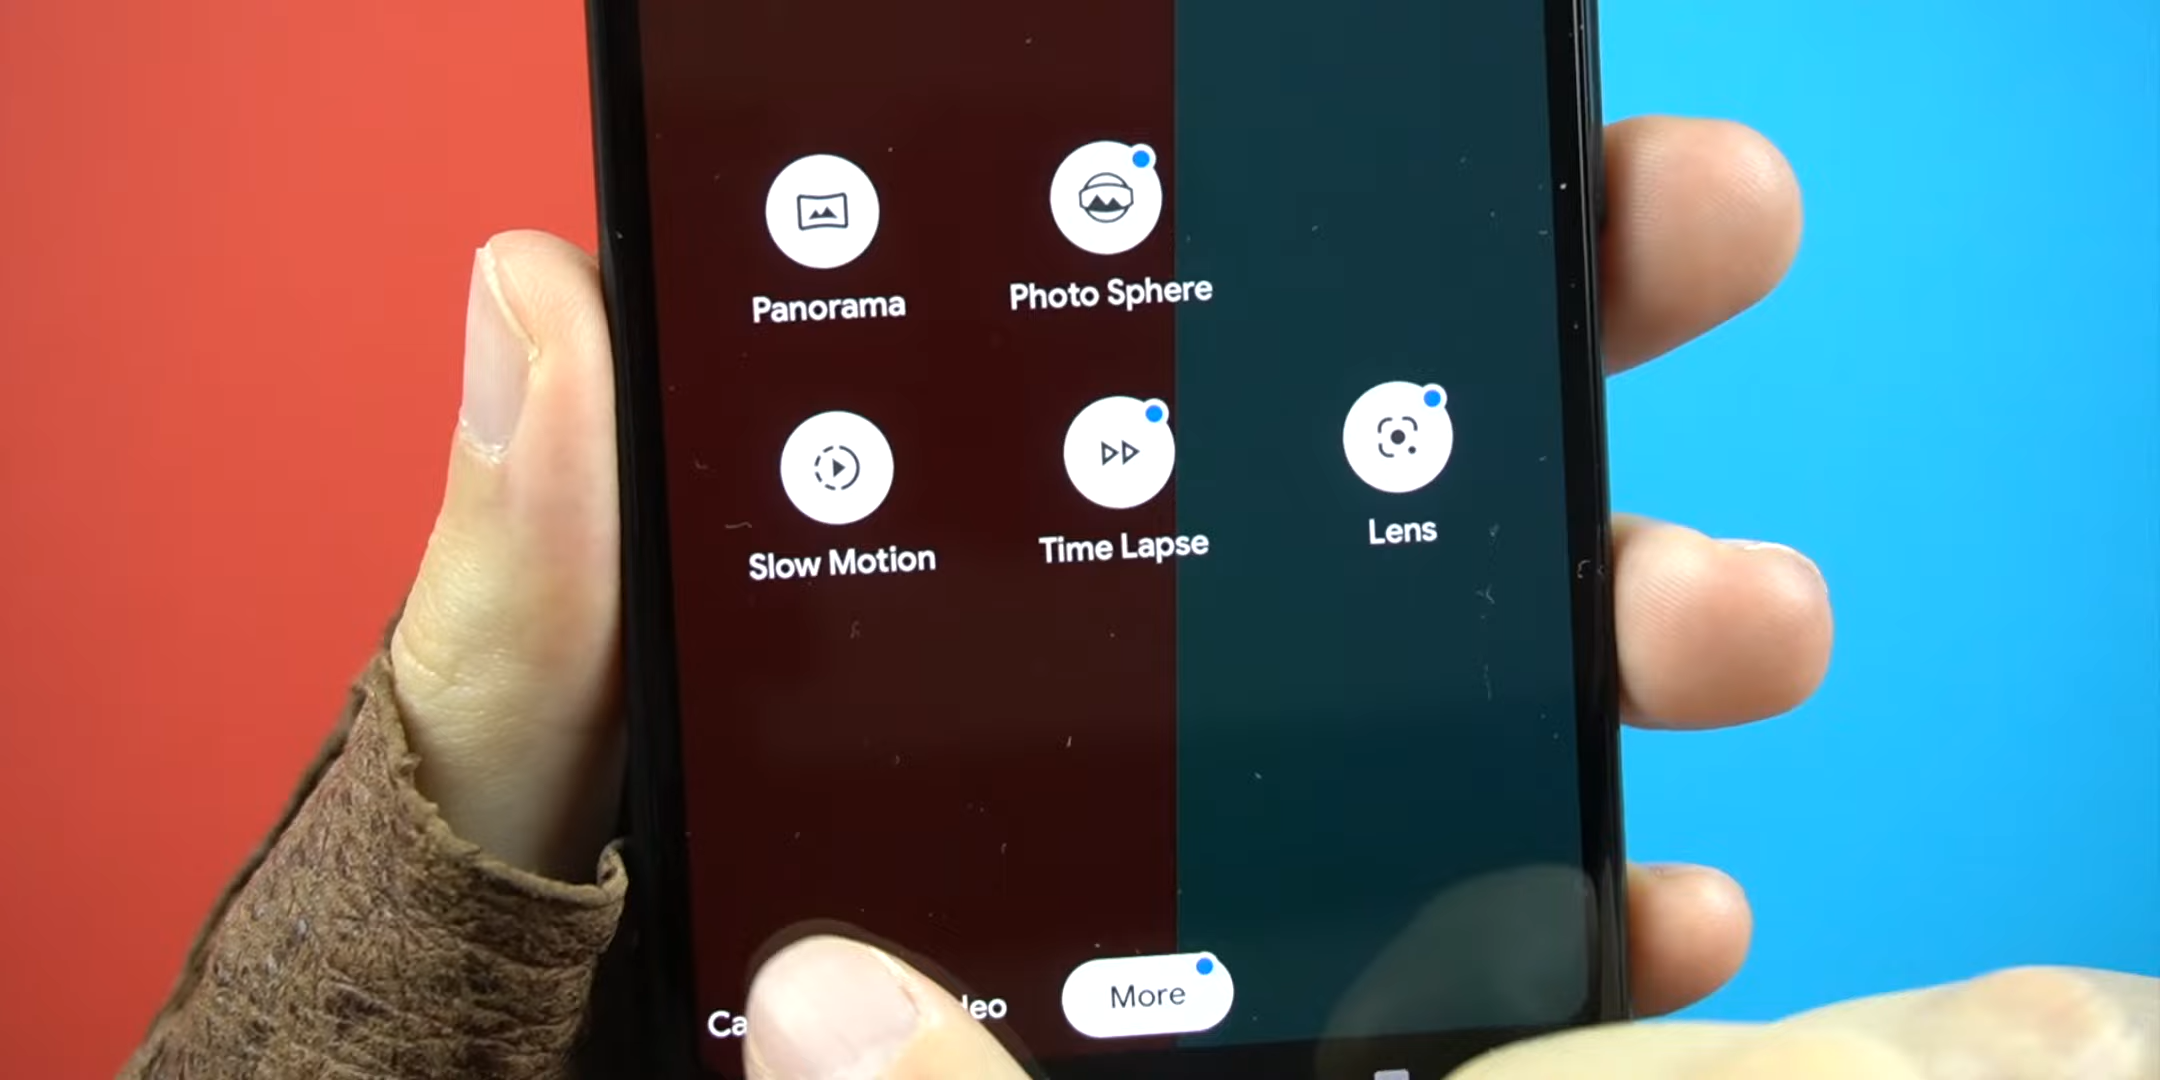 Panorama
Photo Sphere
Slow Motion
Time Lapse
Lens
More